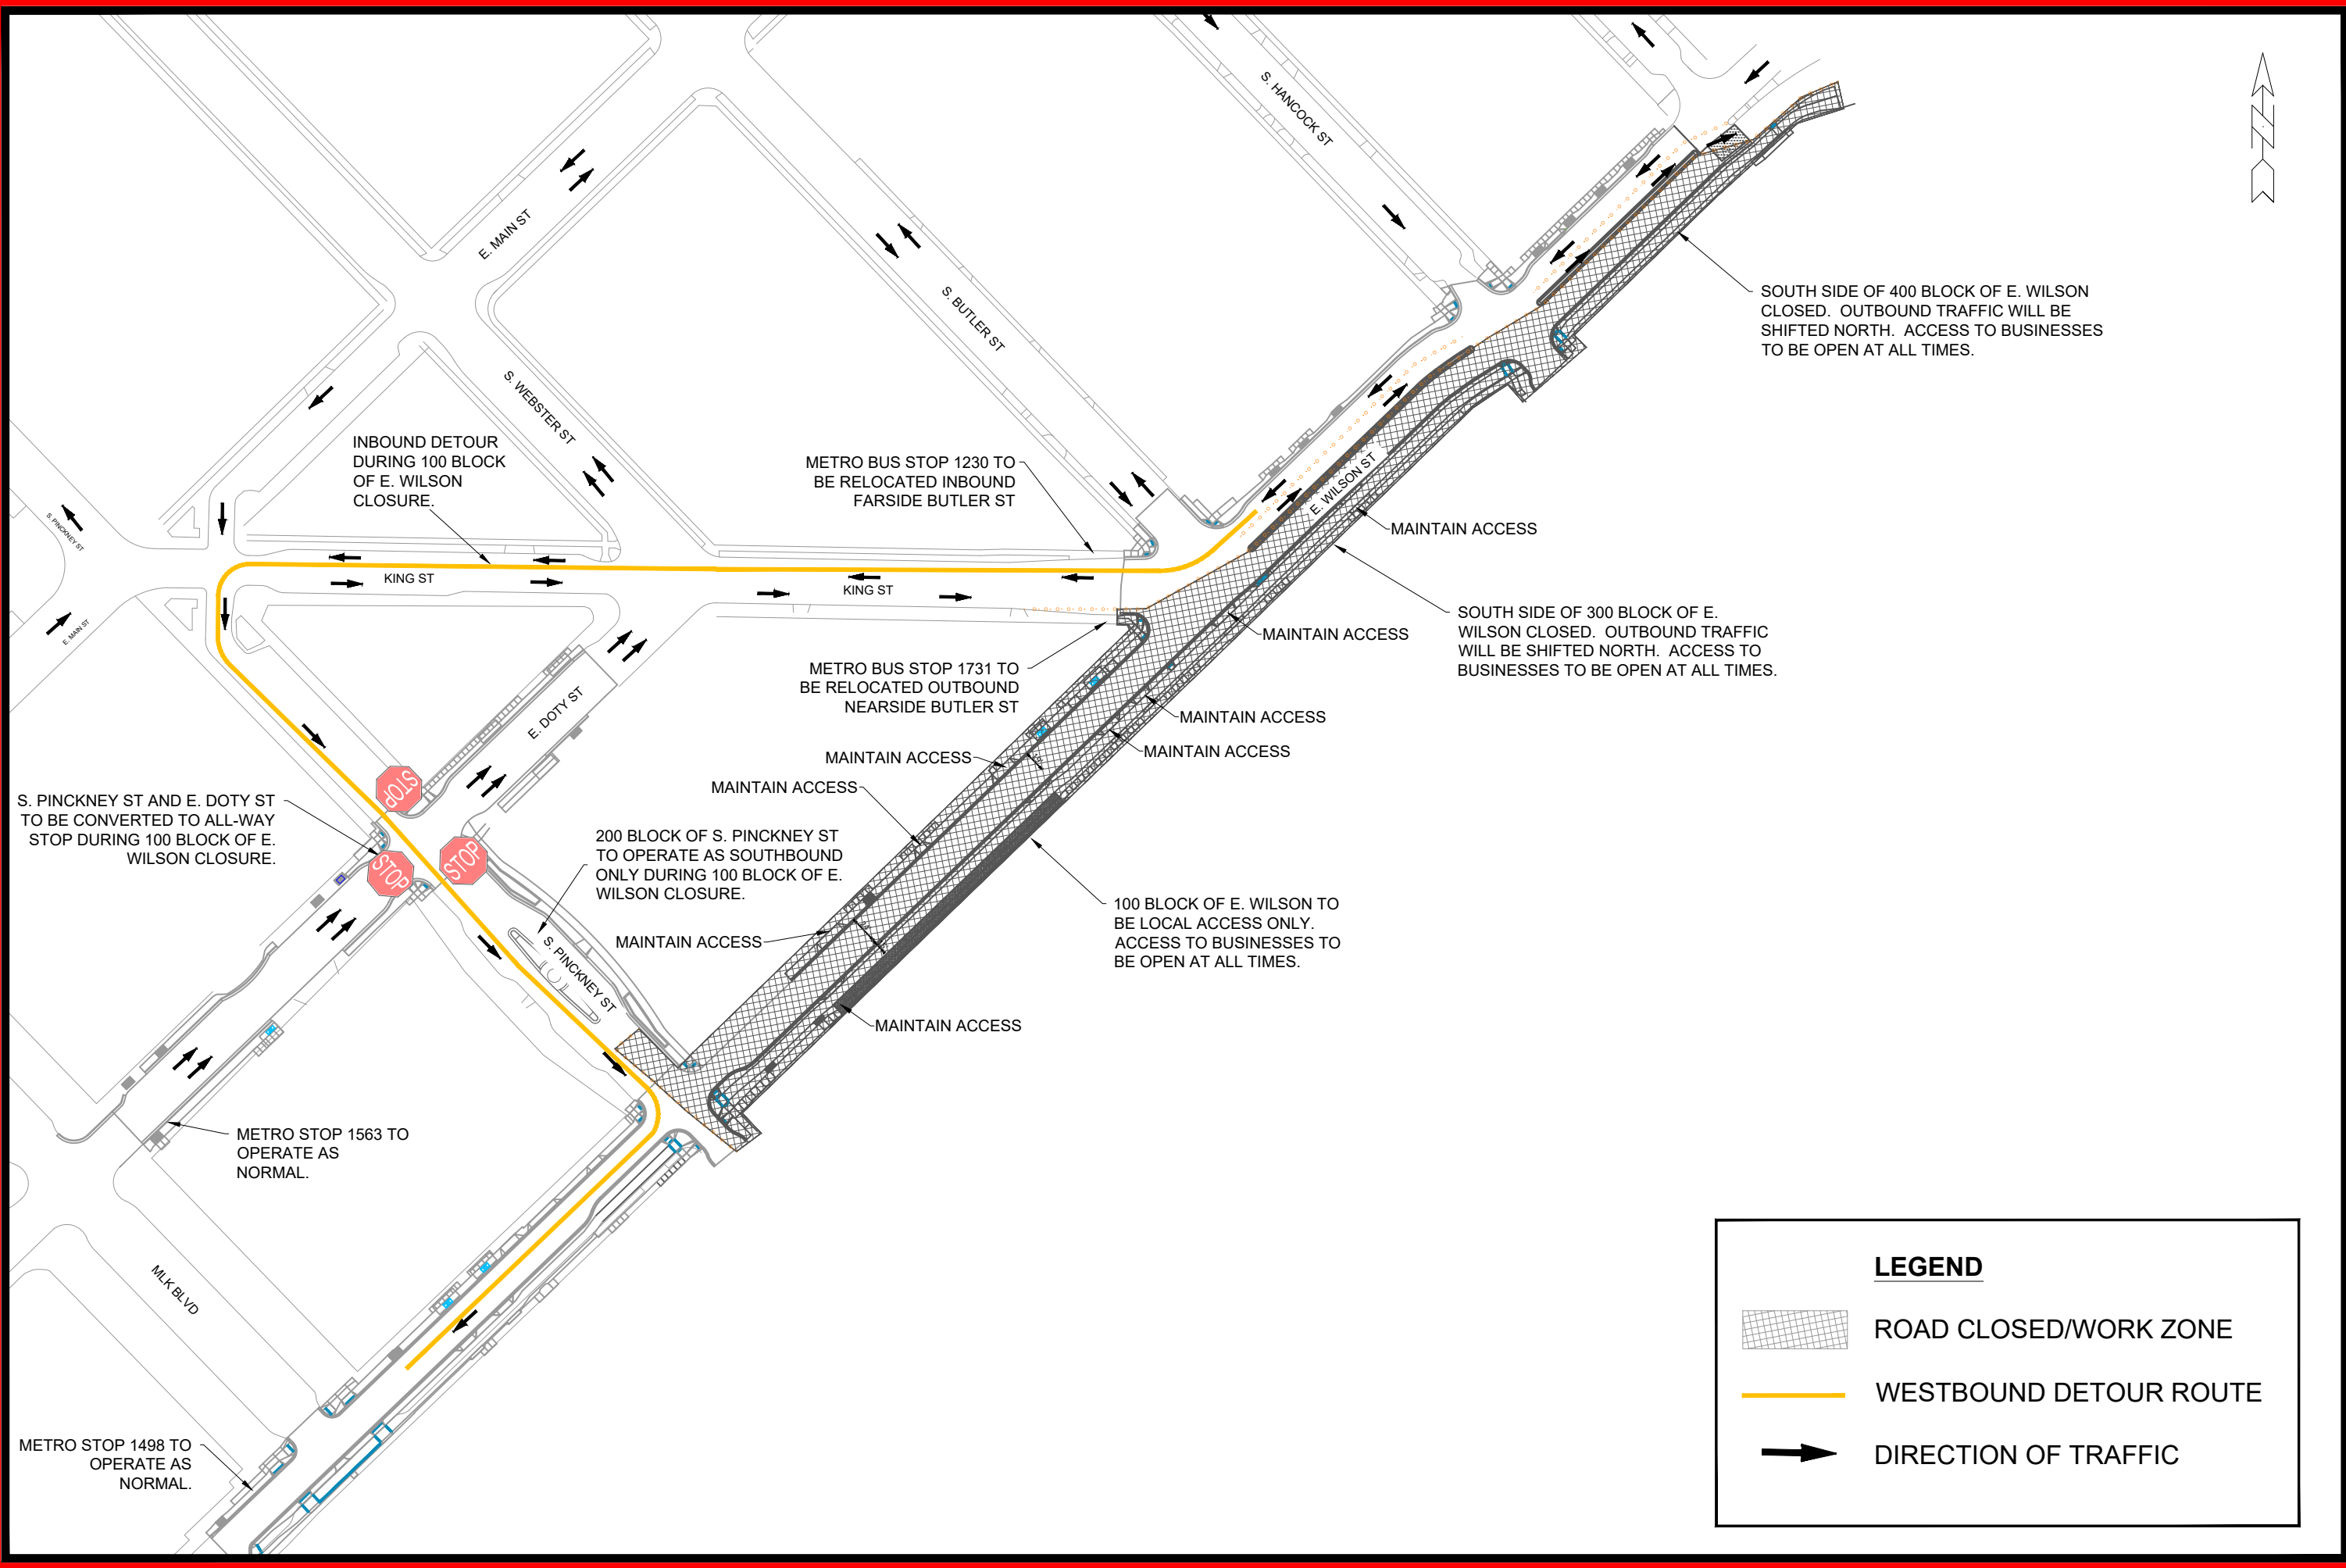 S. HANCOCK ST
E. MAIN ST
S. BUTLER ST
SOUTH SIDE OF 400 BLOCK OF E. WILSON
CLOSED. OUTBOUND TRAFFIC WILL BE
SHIFTED NORTH. ACCESS TO BUSINESSES
TO BE OPEN AT ALL TIMES.
S. WEBSTER ST
INBOUND DETOUR
DURING 100 BLOCK
OF E. WILSON
CLOSURE.
METRO BUS STOP 1230 TO
BE RELOCATED INBOUND
FARSIDE BUTLER ST
E. WILSON ST
MAINTAIN ACCESS
S. PINCKNEY ST
E. MAIN ST
KING ST
KING ST
SOUTH SIDE OF 300 BLOCK OF E.
WILSON CLOSED. OUTBOUND TRAFFIC
WILL BE SHIFTED NORTH. ACCESS TO
BUSINESSES TO BE OPEN AT ALL TIMES.
MAINTAIN ACCESS
METRO BUS STOP 1731 TO
BE RELOCATED OUTBOUND
NEARSIDE BUTLER ST
E. DOTY ST
MAINTAIN ACCESS
MAINTAIN ACCESS
MAINTAIN ACCESS
MAINTAIN ACCESS
STOP
STOP
STOP
S. PINCKNEY ST AND E. DOTY ST
TO BE CONVERTED TO ALL-WAY
STOP DURING 100 BLOCK OF E.
WILSON CLOSURE.
200 BLOCK OF S. PINCKNEY ST
TO OPERATE AS SOUTHBOUND
ONLY DURING 100 BLOCK OF E.
WILSON CLOSURE.
MAINTAIN ACCESS
100 BLOCK OF E. WILSON TO
BE LOCAL ACCESS ONLY.
ACCESS TO BUSINESSES TO
BE OPEN AT ALL TIMES.
S. PINCKNEY ST
MAINTAIN ACCESS
METRO STOP 1563 TO
OPERATE AS
NORMAL.
MLK BLVD
METRO STOP 1498 TO
OPERATE AS
NORMAL.
LEGEND
ROAD CLOSED/WORK ZONE
WESTBOUND DETOUR ROUTE
DIRECTION OF TRAFFIC